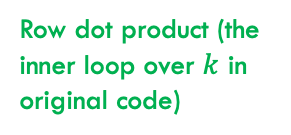 Row dot product (the
inner loop over k in
original code)